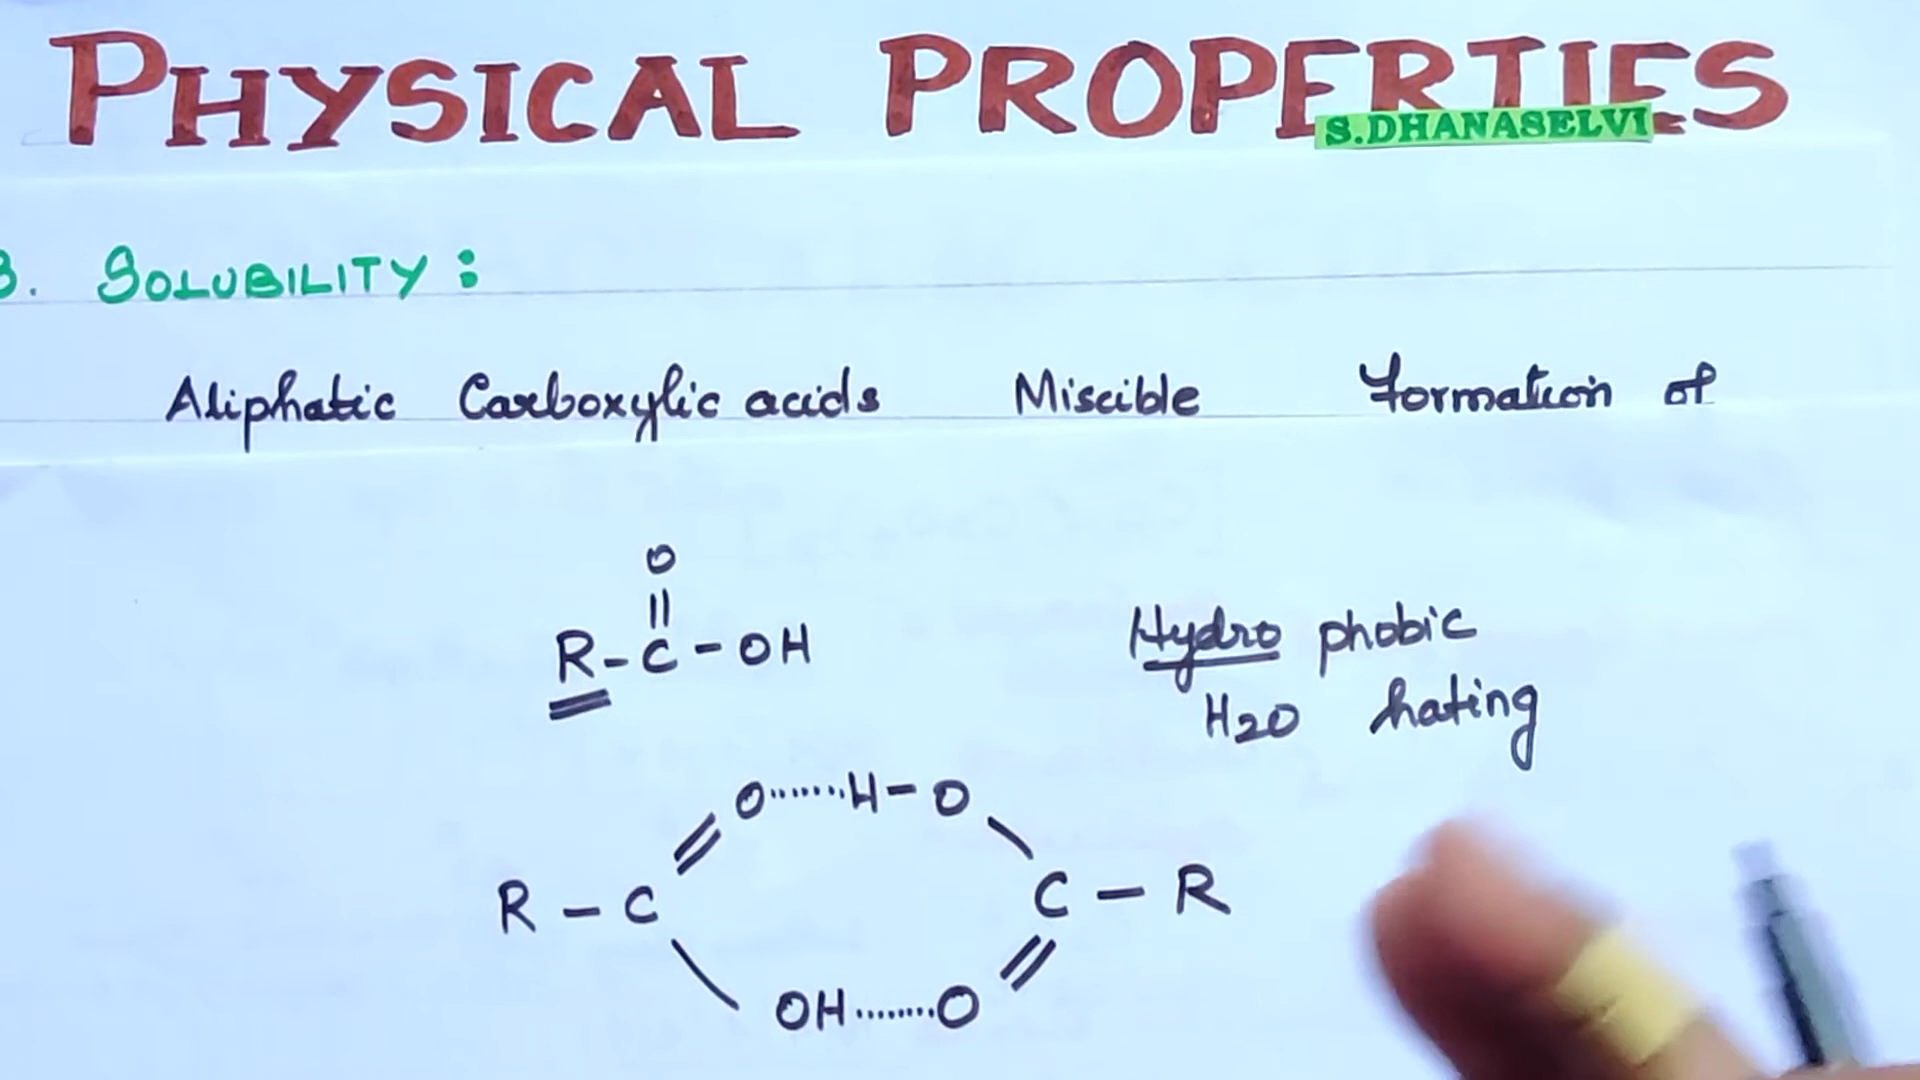 PHYSICAL PROPERTIES
S.DHANASELVI
3. SOLUBILITY:
Aliphatic Carboxylic acids Miscible Formation of
O
||
R-C-OH
Hydro phobic
H2O hating
O.......H-O
R-C
C-R
OH........O